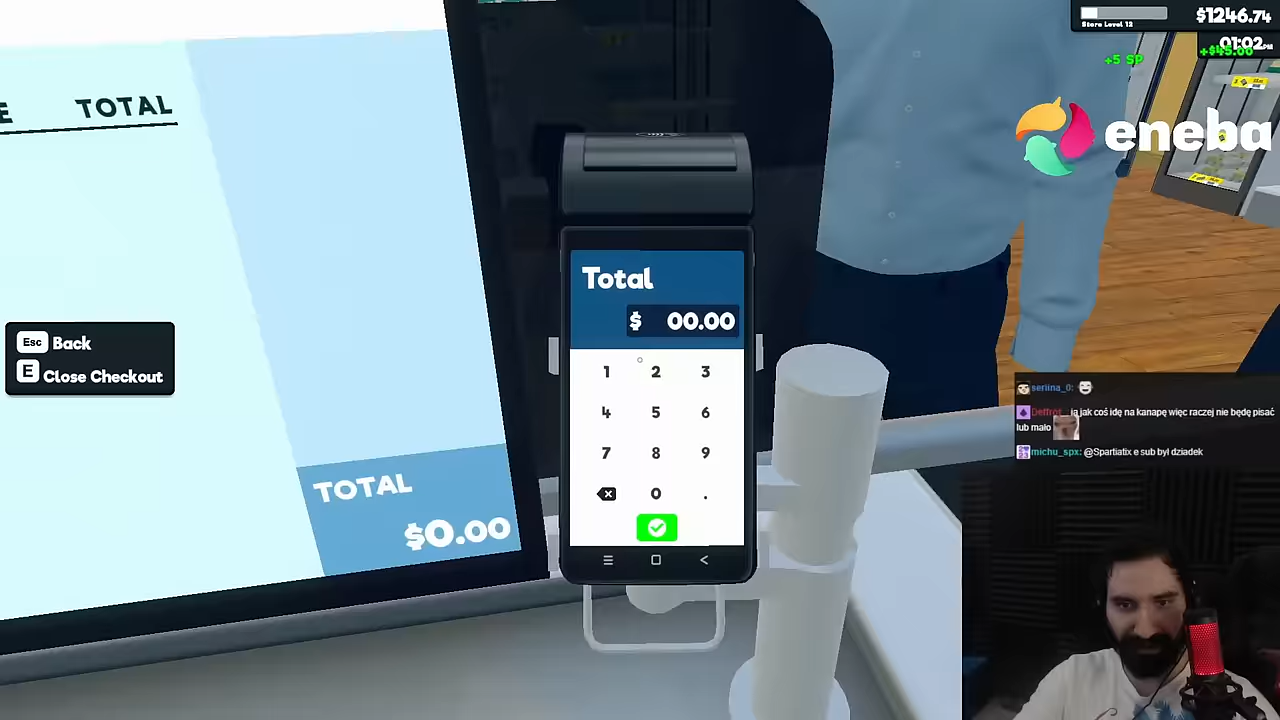 Store Level 12
$1246.74
01:02PM
+$45.00
+5 SP
eneba
TOTAL
Total
$ 00.00
1 2 3
4 5 6
7 8 9
0 .
Esc Back
E Close Checkout
TOTAL
$0.00
seriina_0:
Deffrot_: ja jak coś idę na kanapę więc raczej nie będę pisać
lub mało
michu_spx: @Spartiatix e sub był dziadek